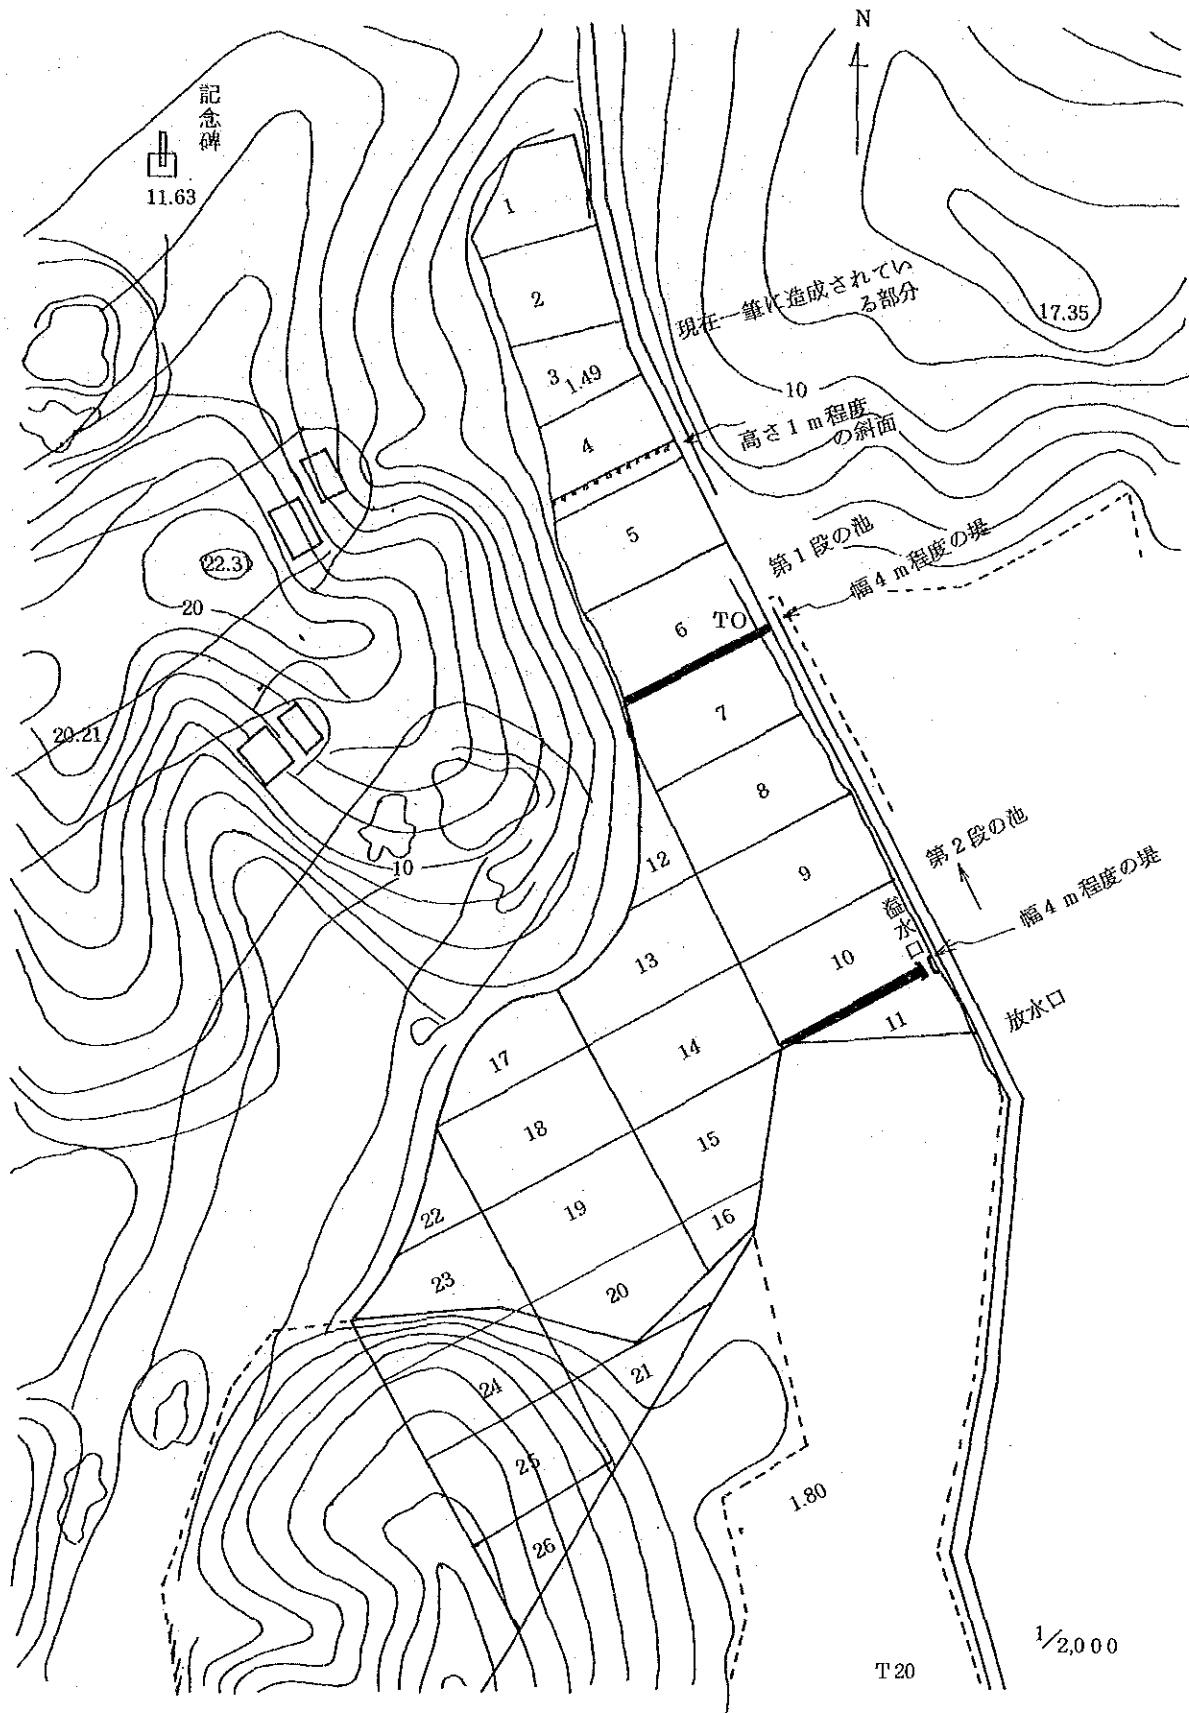 N
記念碑
11.63
1
2
現在一筆に造成されてい
る部分
17.35
3
1.49
10
4
高さ1m程度
の斜面
5
第1段の池
幅4m程度の堤
22.31
20
6
TO
7
20.21
8
第2段の池
12
10
9
幅4m程度の堤
溢水口
13
10
放水口
11
17
14
18
15
19
16
22
23
20
21
24
25
1.80
26
1/2,000
T20